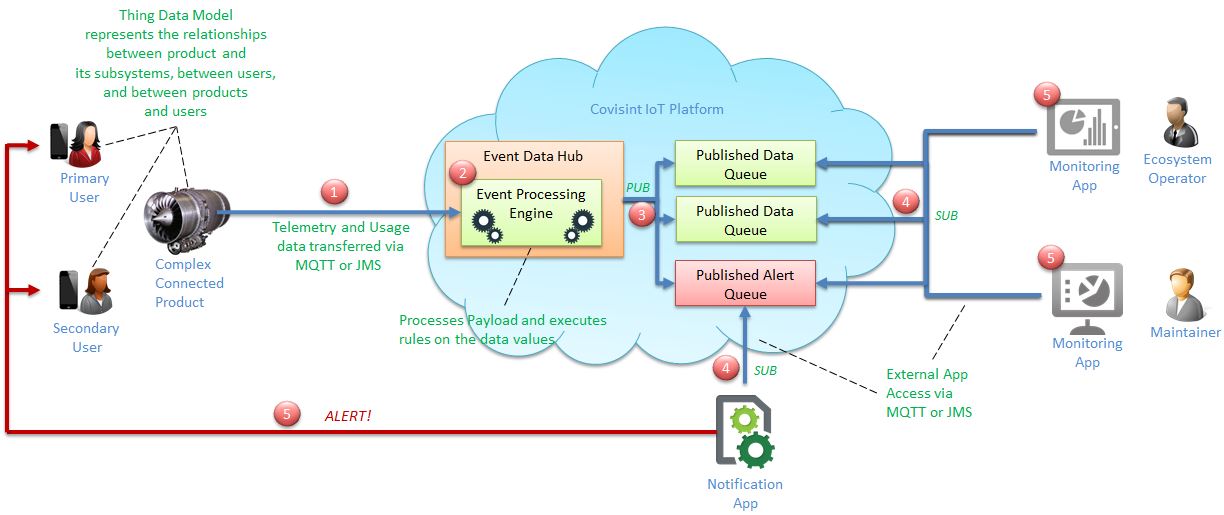 Thing Data Model
represents the relationships
between product and
its subsystems, between users,
and between products
and users
Primary
User
Secondary
User
Complex
Connected
Product
1
Telemetry and Usage
data transferred via
MQTT or JMS
Covisint IoT Platform
Event Data Hub
2
Event Processing
Engine
Processes Payload and executes
rules on the data values
PUB
3
Published Data
Queue
Published Data
Queue
Published Alert
Queue
4
SUB
5
Monitoring
App
Ecosystem
Operator
5
Monitoring
App
Maintainer
External App
Access via
MQTT or JMS
4
SUB
5
ALERT!
Notification
App